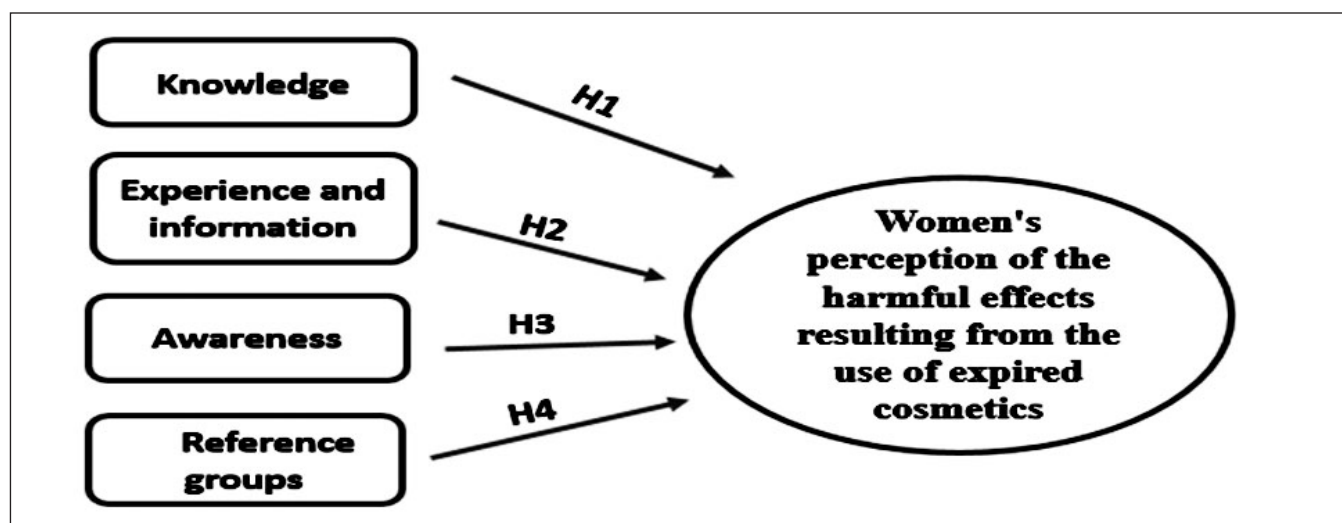 Knowledge
H1
Experience and
information
H2
Awareness
H3
Reference
groups
H4
Women's
perception of the
harmful effects
resulting from the
use of expired
cosmetics